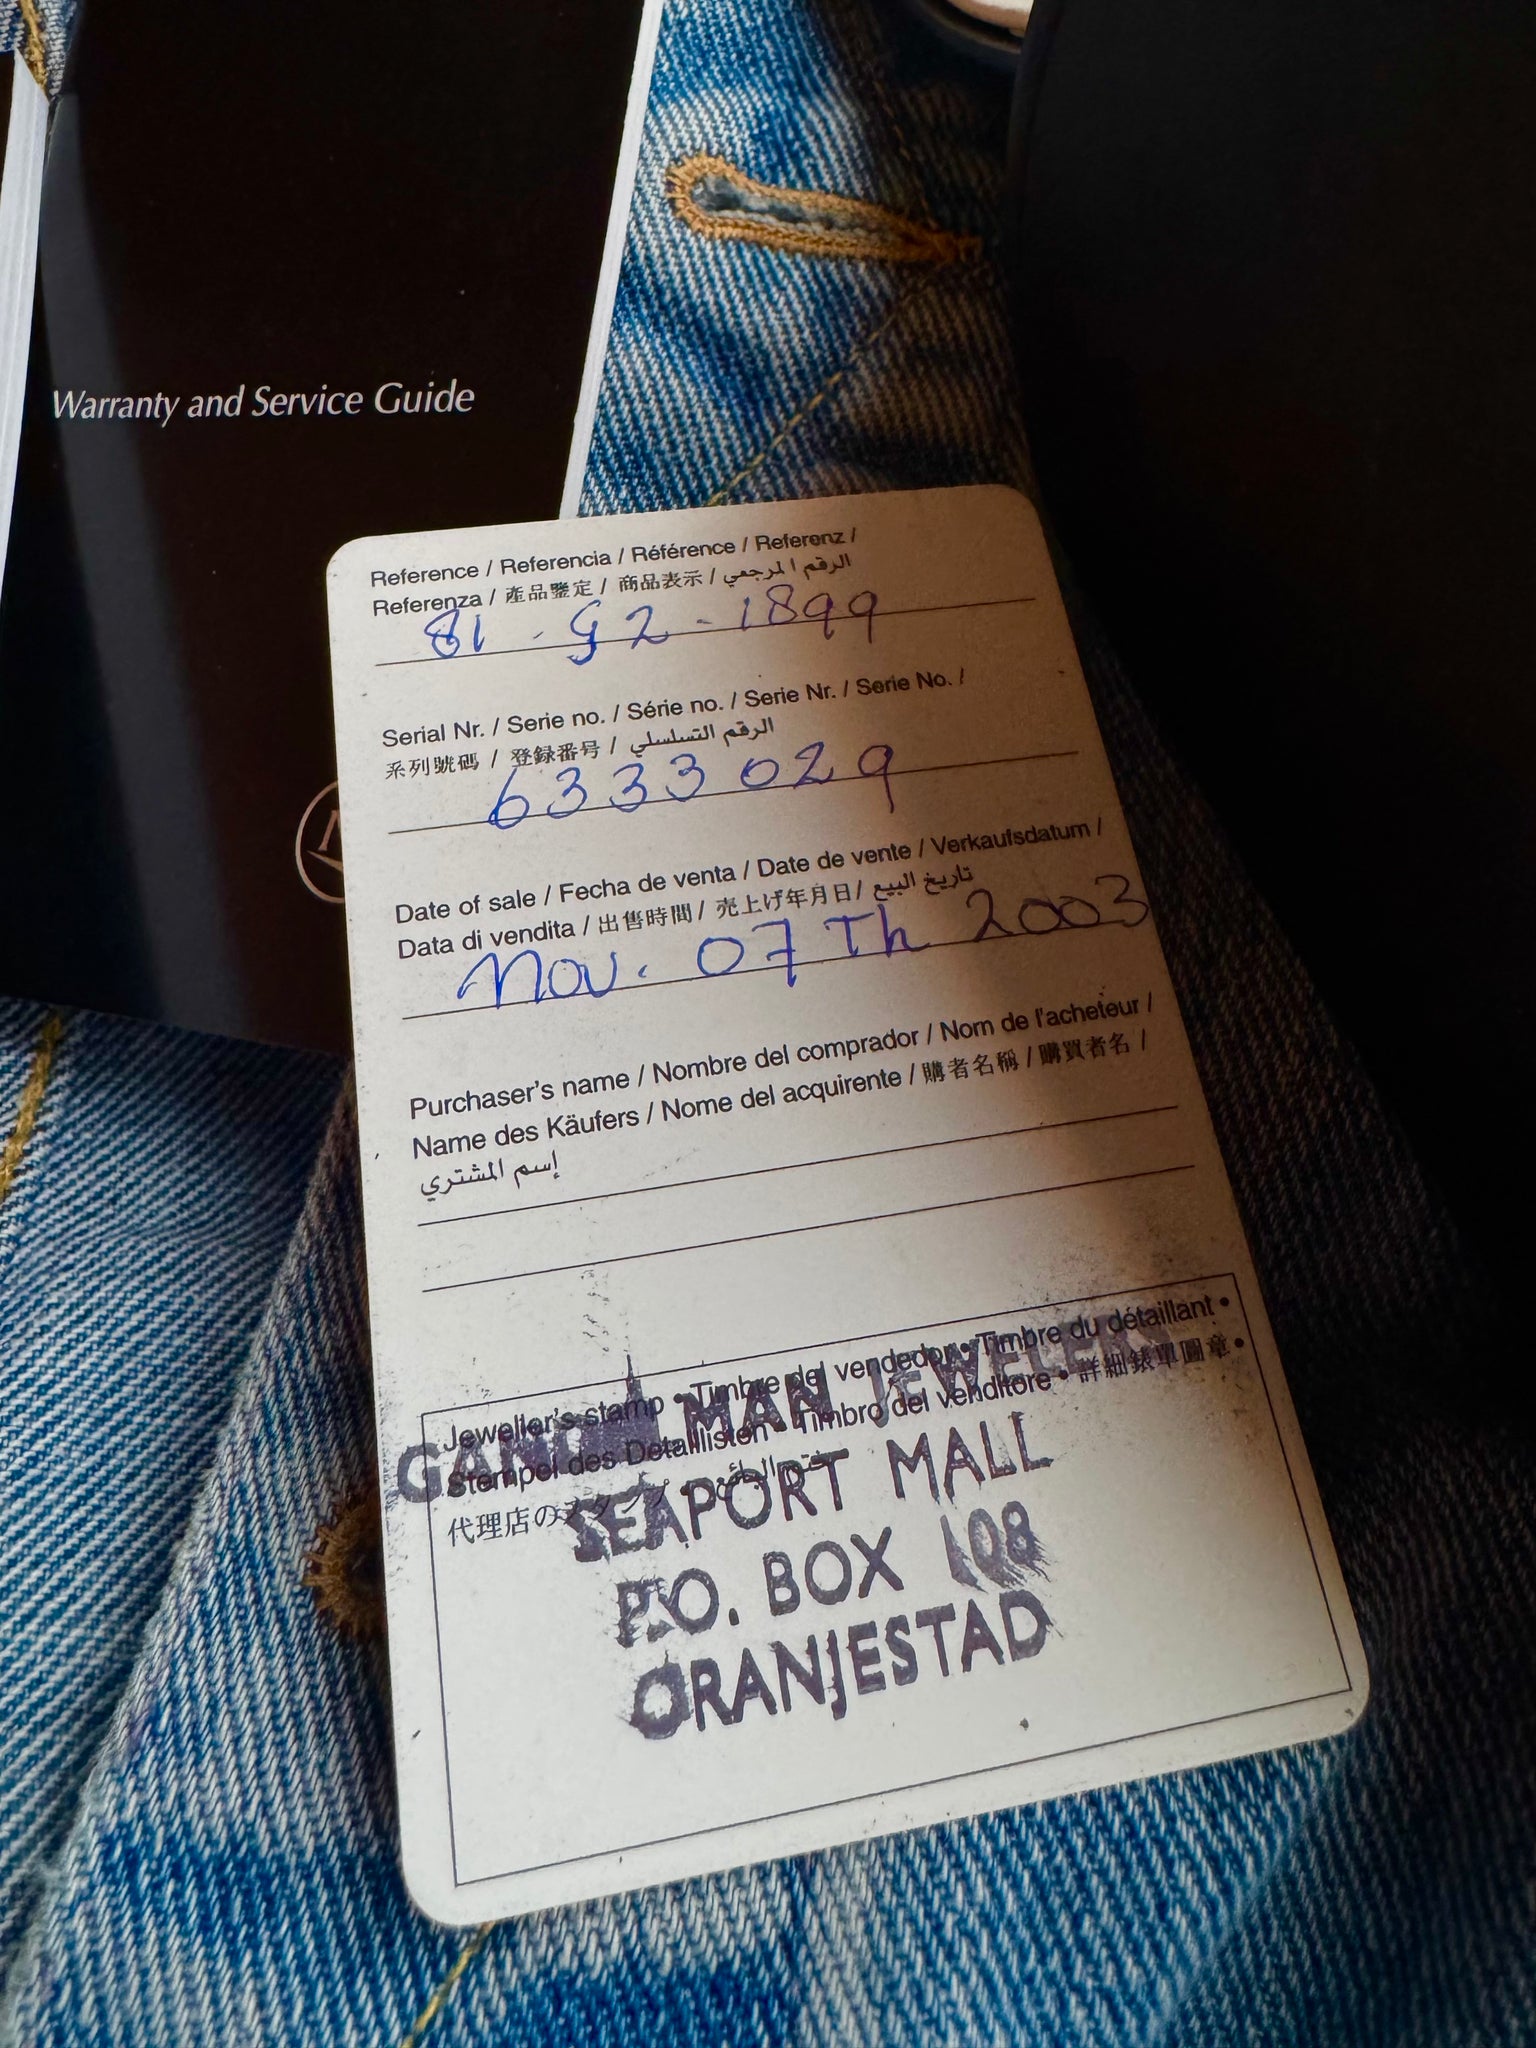 Warranty and Service Guide
Reference / Referencia / Référence / Referenz /
Referenza / 產品鑒定 / 商品表示 / الرقم المرجعي
81 - G2 - 1899
Serial Nr. / Serie no. / Série no. / Serie Nr. / Serie No. /
系列號碼 / 登録番号 / الرقم التسلسلي
6333029
Date of sale / Fecha de venta / Date de vente / Verkaufsdatum /
Data di vendita / 出售時間 / 売上げ年月日 / تاريخ البيع
Nov. 07 Th 2003
Purchaser's name / Nombre del comprador / Nom de l'acheteur /
Name des Käufers / Nome del acquirente / 購者名稱 / 購買者名 /
إسم المشتري
Jeweller's stamp • Timbre del vendedor • Timbre du détaillant •
Stempel des Detaillisten • Timbro del venditore • 詳細錶單圖章 •
代理店のスタンプ •
MAN JEWELERS
SEAPORT MALL
P.O. BOX 108
ORANJESTAD